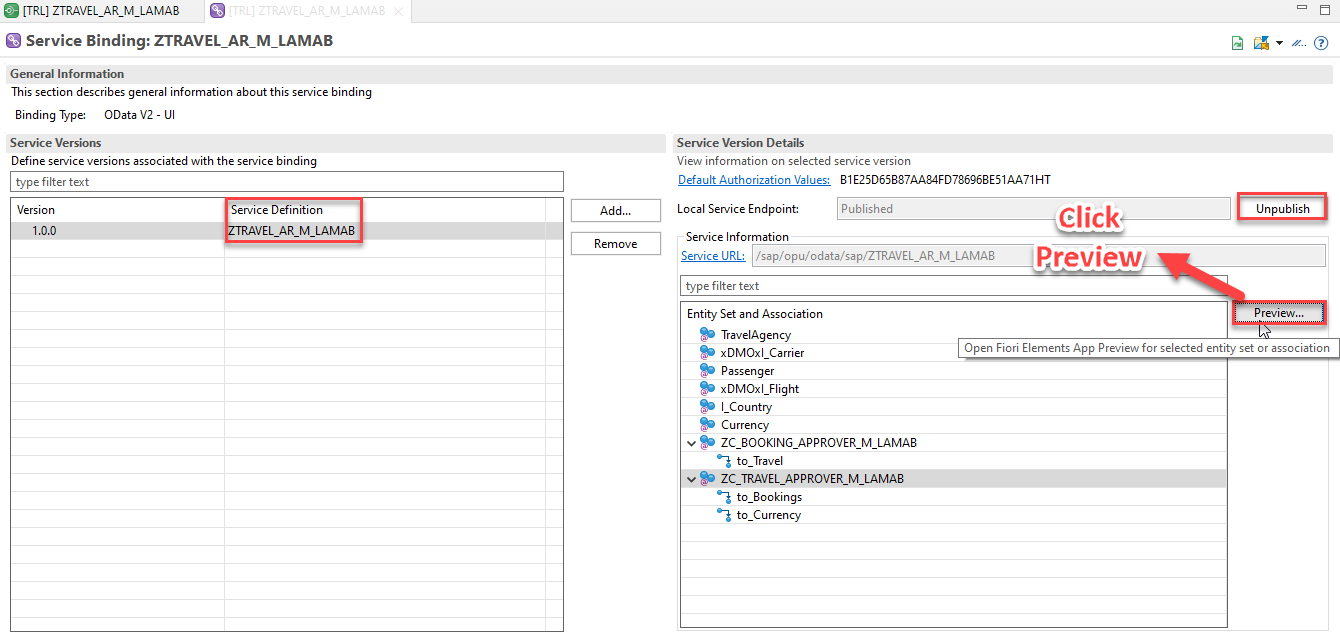 [TRL] ZTRAVEL_AR_M_LAMAB
[TRL] ZTRAVEL_AR_M_LAMAB
Service Binding: ZTRAVEL_AR_M_LAMAB
General Information
This section describes general information about this service binding
Binding Type: OData V2 - UI
Service Versions
Define service versions associated with the service binding
type filter text
Version Service Definition
1.0.0 ZTRAVEL_AR_M_LAMAB
Add...
Remove
Service Version Details
View information on selected service version
Default Authorization Values: B1E25D65B87AA84FD78696BE51AA71HT
Local Service Endpoint: Published Unpublish
Click
Preview
Service Information
Service URL: /sap/opu/odata/sap/ZTRAVEL_AR_M_LAMAB
type filter text
Preview...
Entity Set and Association
TravelAgency
Open Fiori Elements App Preview for selected entity set or association
xDMOxI_Carrier
Passenger
xDMOxI_Flight
I_Country
Currency
ZC_BOOKING_APPROVER_M_LAMAB
to_Travel
ZC_TRAVEL_APPROVER_M_LAMAB
to_Bookings
to_Currency